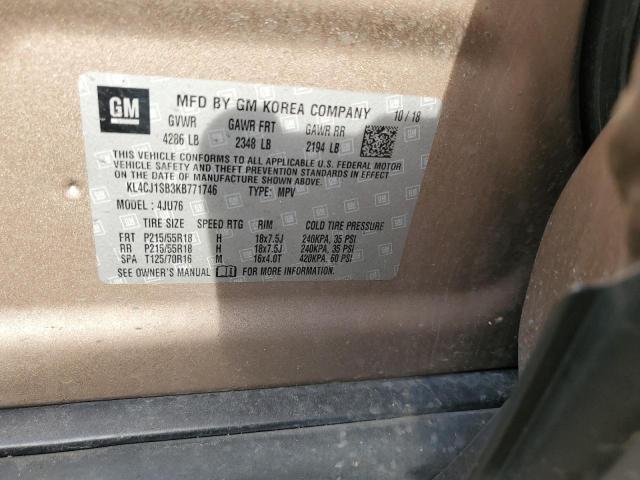 GM
MFD BY GM KOREA COMPANY 10/18
GVWR GAWR FRT GAWR RR
4286 LB 2348 LB 2194 LB
THIS VEHICLE CONFORMS TO ALL APPLICABLE U.S. FEDERAL MOTOR
VEHICLE SAFETY AND THEFT PREVENTION STANDARDS IN EFFECT
ON THE DATE OF MANUFACTURE SHOWN ABOVE.
KL4CJ1SB3KB771746 TYPE: MPV
MODEL: 4JU76
TIRE SIZE SPEED RTG RIM COLD TIRE PRESSURE
FRT P215/55R18 H 18x7.5J 240KPA, 35 PSI
RR P215/55R18 H 18x7.5J 240KPA, 35 PSI
SPA T125/70R16 M 16x4.0T 420KPA, 60 PSI
SEE OWNER'S MANUAL FOR MORE INFORMATION.